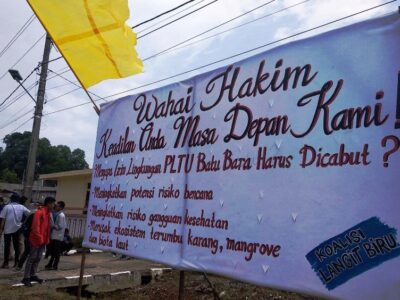 Wahai Hakim
Keadilan Anda Masa Depan Kami!
Mengapa Izin Lingkungan PLTU Batu Bara Harus Dicabut ?
- Meningkatkan potensi risiko bencana
- Meningkatkan risiko gangguan kesehatan
- Merusak ekosistem terumbu karang, mangrove
dan biota laut
KOALISI
LANGIT BIRU